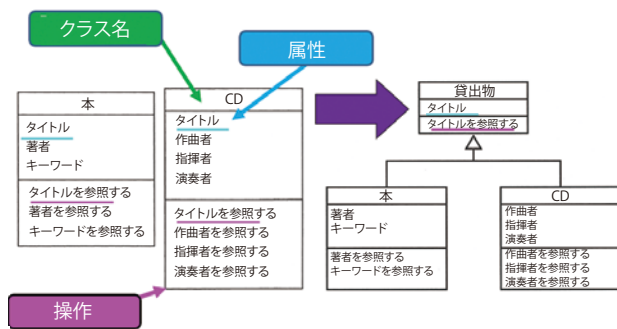 クラス名
属性
本
タイトル
著者
キーワード
タイトルを参照する
著者を参照する
キーワードを参照する
CD
タイトル
作曲者
指揮者
演奏者
タイトルを参照する
作曲者を参照する
指揮者を参照する
演奏者を参照する
操作
貸出物
タイトル
タイトルを参照する
本
著者
キーワード
著者を参照する
キーワードを参照する
CD
作曲者
指揮者
演奏者
作曲者を参照する
指揮者を参照する
演奏者を参照する